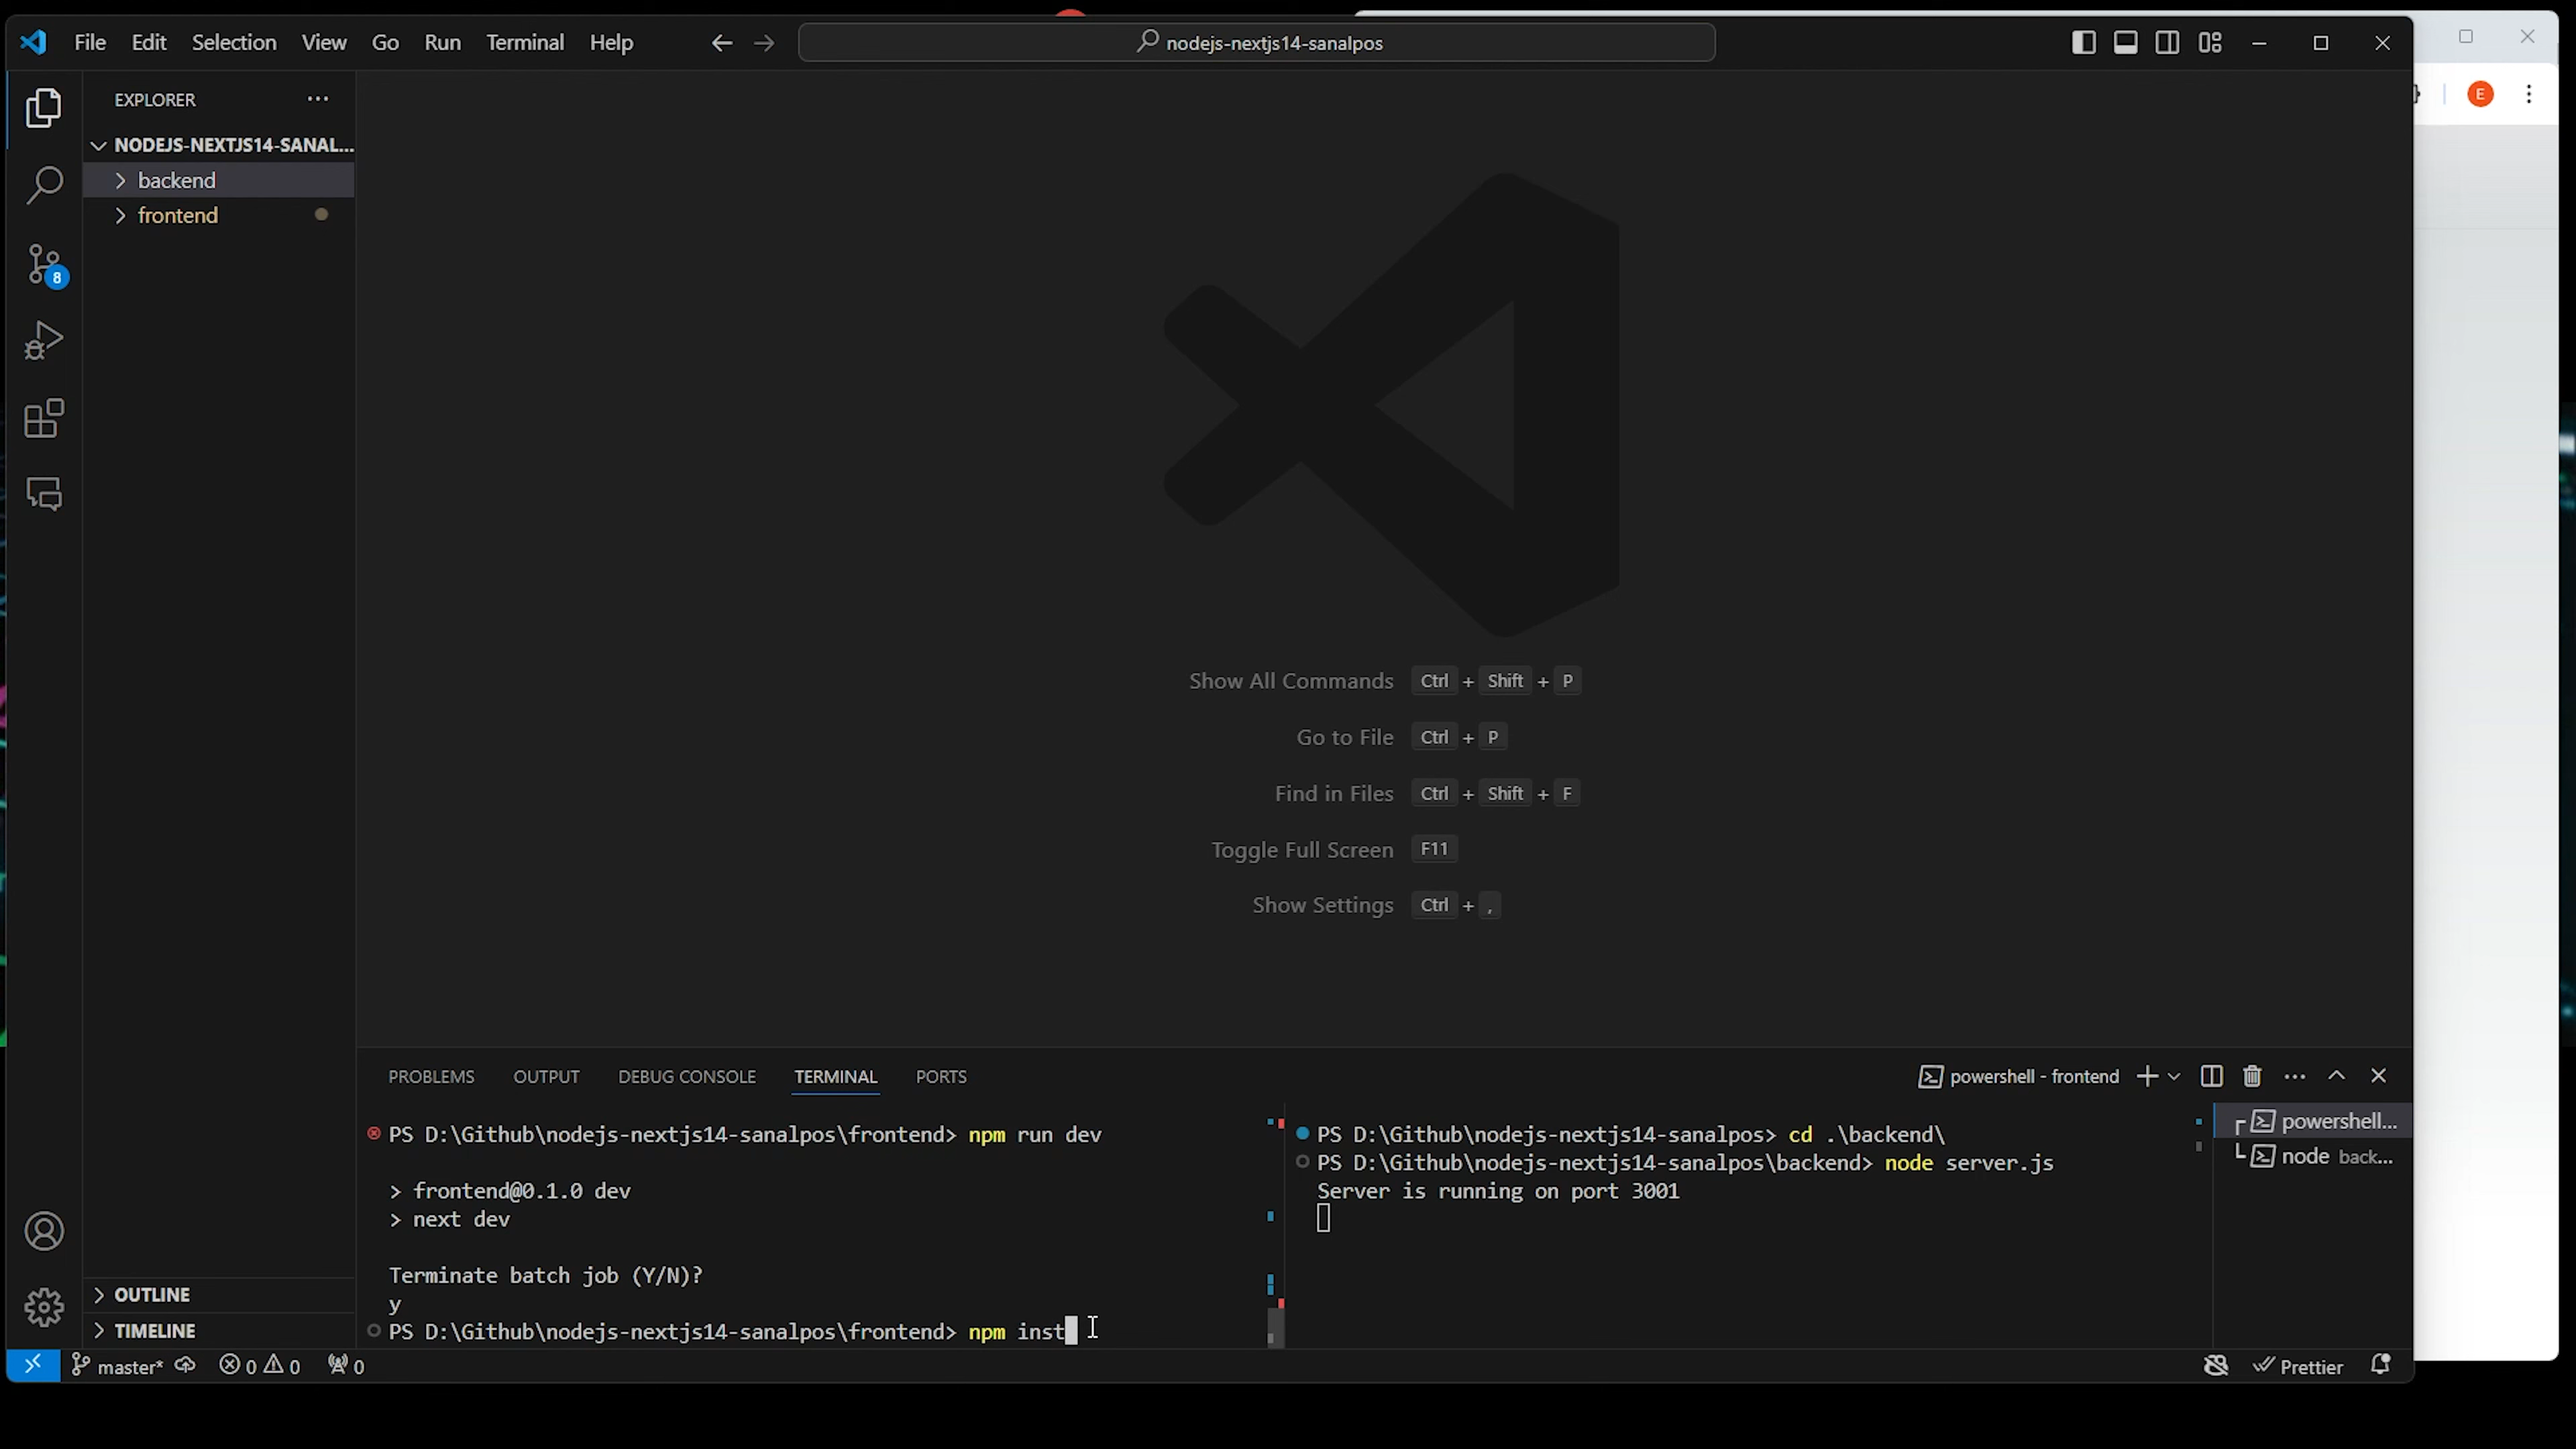 File Edit Selection View Go Run Terminal Help
nodejs-nextjs14-sanalpos
E
EXPLORER
NODEJS-NEXTJS14-SANAL...
backend
frontend
8
Show All Commands Ctrl + Shift + P
Go to File Ctrl + P
Find in Files Ctrl + Shift + F
Toggle Full Screen F11
Show Settings Ctrl + ,
OUTLINE
TIMELINE
PROBLEMS OUTPUT DEBUG CONSOLE TERMINAL PORTS
powershell - frontend
PS D:\Github\nodejs-nextjs14-sanalpos\frontend> npm run dev
> frontend@0.1.0 dev
> next dev
Terminate batch job (Y/N)?
y
PS D:\Github\nodejs-nextjs14-sanalpos\frontend> npm inst
PS D:\Github\nodejs-nextjs14-sanalpos> cd .\backend\
PS D:\Github\nodejs-nextjs14-sanalpos\backend> node server.js
Server is running on port 3001
powershell...
node back...
master* 0 0 0
Prettier